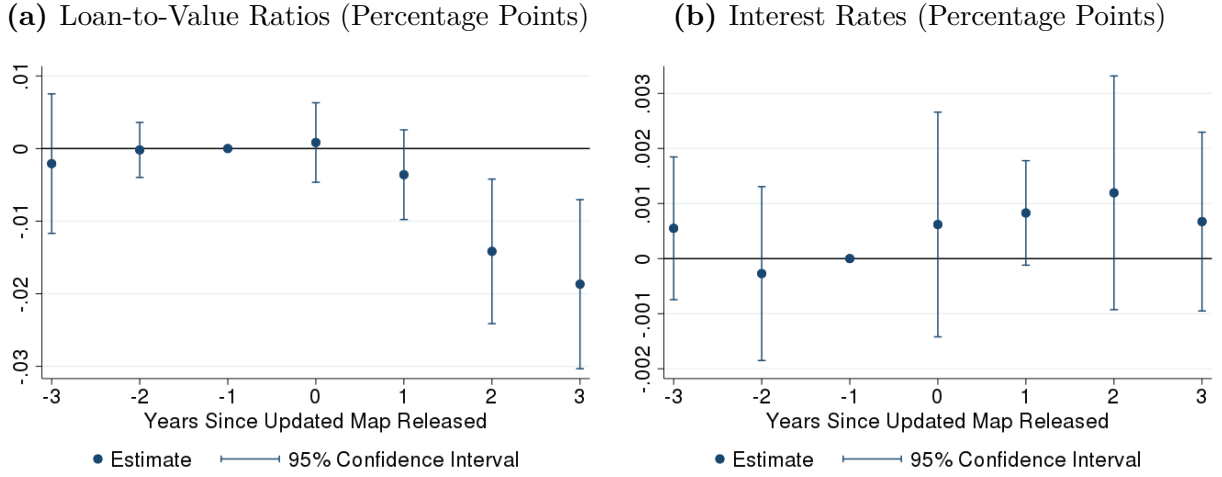 (a) Loan-to-Value Ratios (Percentage Points)
.01
0
-.01
-.02
-.03
-3 -2 -1 0 1 2 3
Years Since Updated Map Released
Estimate 95% Confidence Interval
(b) Interest Rates (Percentage Points)
.003
.002
.001
0
-.001
-.002
-3 -2 -1 0 1 2 3
Years Since Updated Map Released
Estimate 95% Confidence Interval